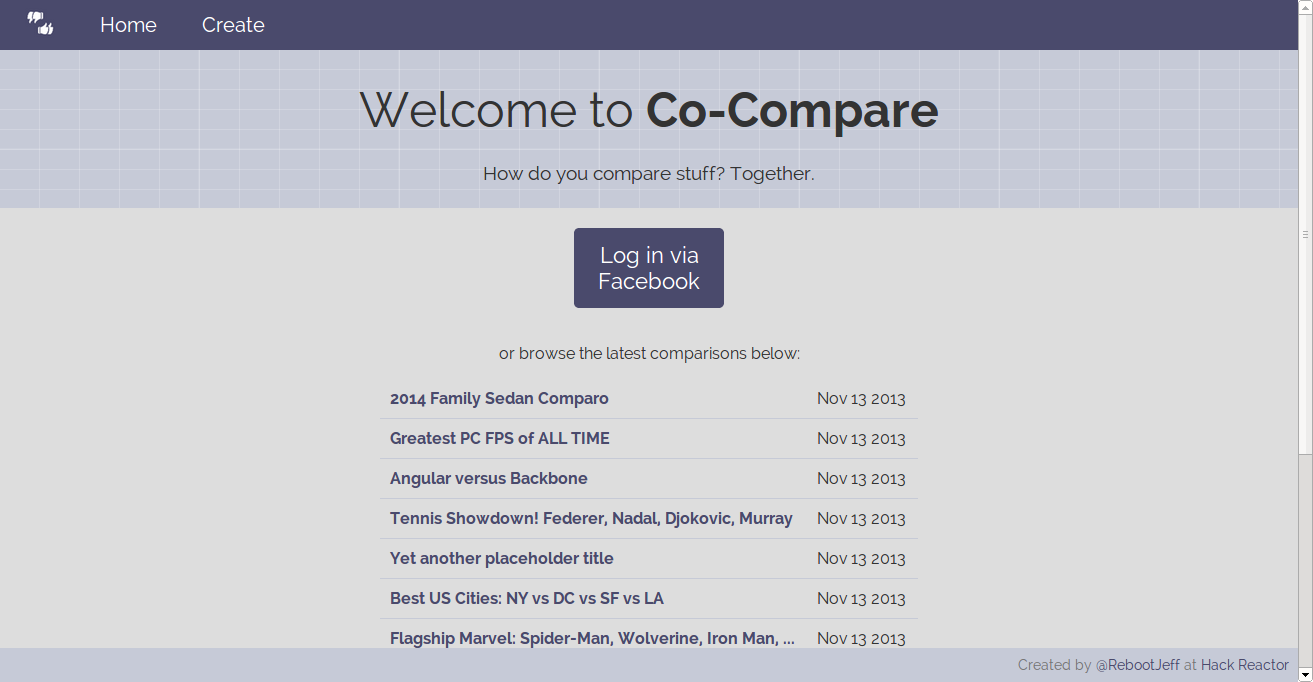 Home Create
Welcome to Co-Compare
How do you compare stuff? Together.
Log in via
Facebook
or browse the latest comparisons below:
2014 Family Sedan Comparo Nov 13 2013
Greatest PC FPS of ALL TIME Nov 13 2013
Angular versus Backbone Nov 13 2013
Tennis Showdown! Federer, Nadal, Djokovic, Murray Nov 13 2013
Yet another placeholder title Nov 13 2013
Best US Cities: NY vs DC vs SF vs LA Nov 13 2013
Flagship Marvel: Spider-Man, Wolverine, Iron Man, ... Nov 13 2013
Created by @RebootJeff at Hack Reactor